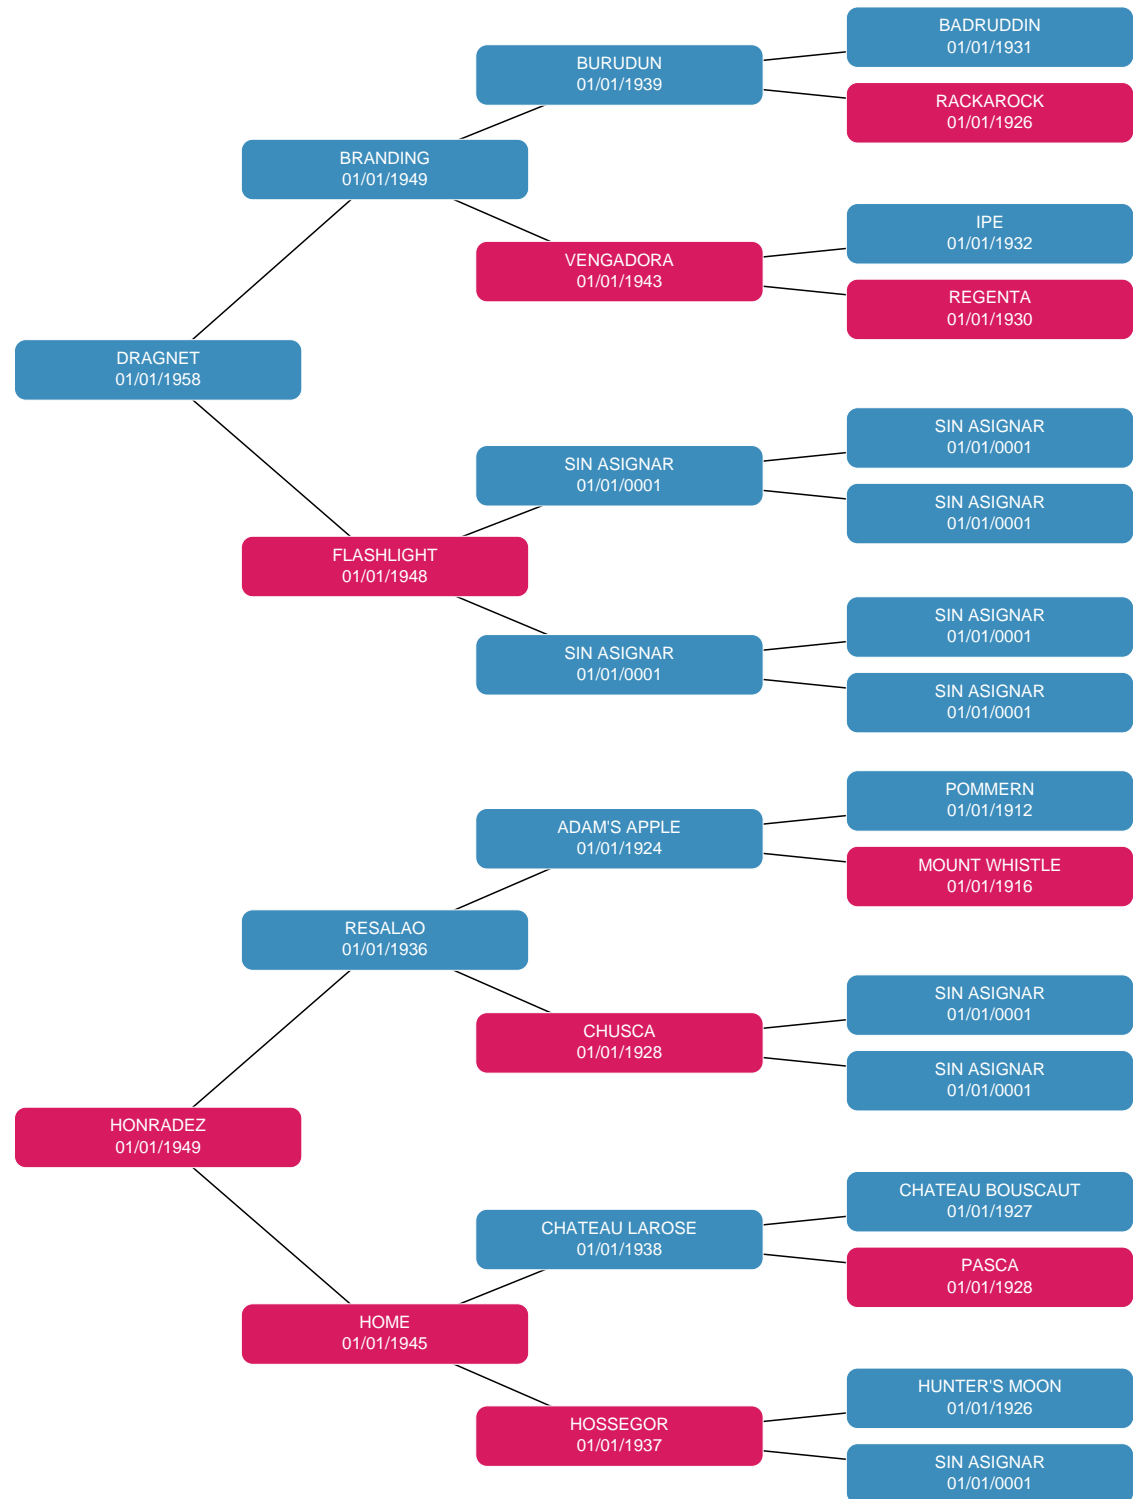 BADRUDDIN
01/01/1931
BURUDUN
01/01/1939
RACKAROCK
01/01/1926
BRANDING
01/01/1949
IPE
01/01/1932
VENGADORA
01/01/1943
REGENTA
01/01/1930
DRAGNET
01/01/1958
SIN ASIGNAR
01/01/0001
SIN ASIGNAR
01/01/0001
SIN ASIGNAR
01/01/0001
FLASHLIGHT
01/01/1948
SIN ASIGNAR
01/01/0001
SIN ASIGNAR
01/01/0001
SIN ASIGNAR
01/01/0001
POMMERN
01/01/1912
ADAM'S APPLE
01/01/1924
MOUNT WHISTLE
01/01/1916
RESALAO
01/01/1936
SIN ASIGNAR
01/01/0001
CHUSCA
01/01/1928
SIN ASIGNAR
01/01/0001
HONRADEZ
01/01/1949
CHATEAU BOUSCAUT
01/01/1927
CHATEAU LAROSE
01/01/1938
PASCA
01/01/1928
HOME
01/01/1945
HUNTER'S MOON
01/01/1926
HOSSEGOR
01/01/1937
SIN ASIGNAR
01/01/0001